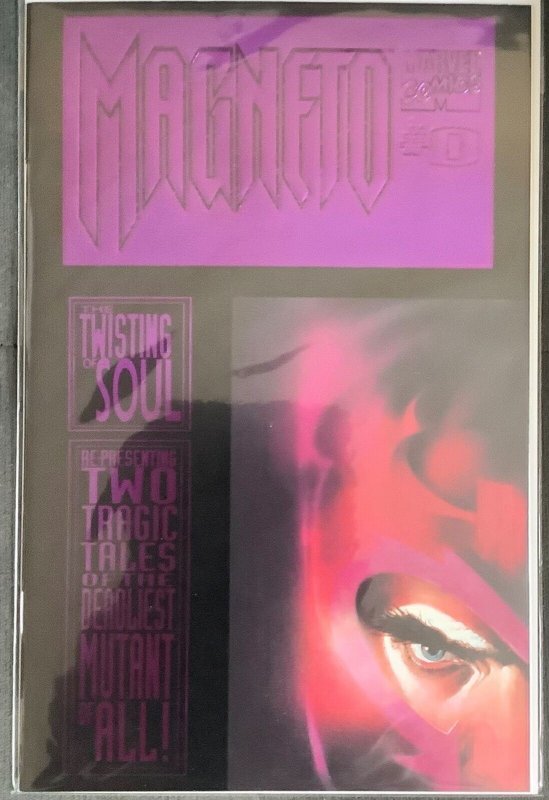 MAGNETO
MARVEL
COMICS
M
#0
THE
TWISTING
OF
SOUL
RE-PRESENTING
TWO
TRAGIC
TALES
OF THE
DEADLIEST
MUTANT
OF
ALL!